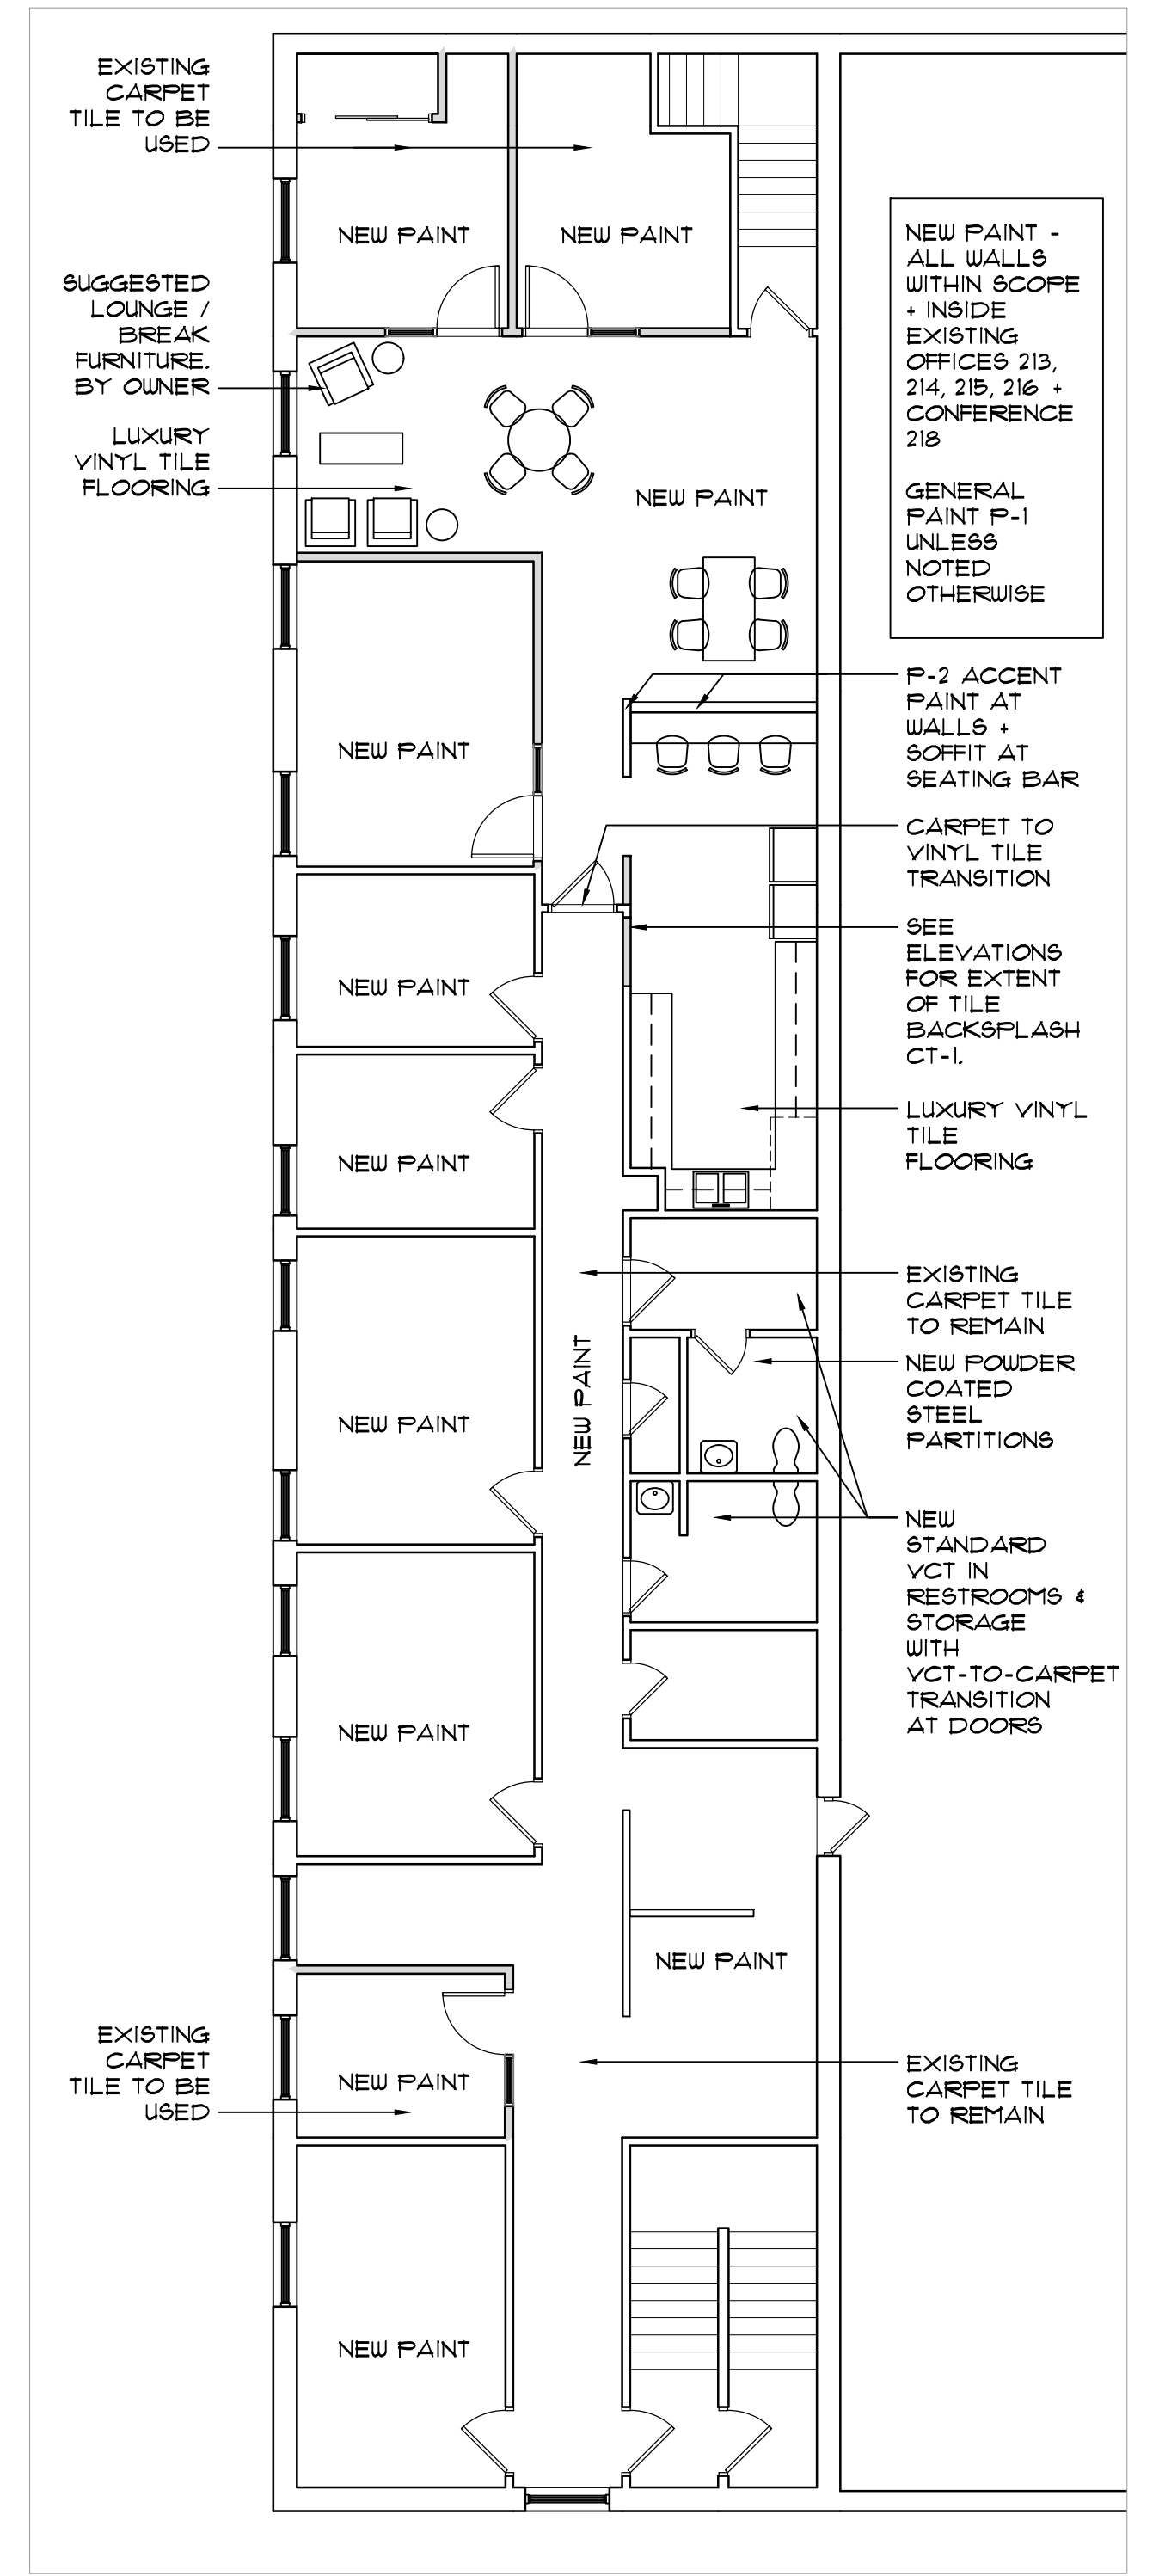 EXISTING
CARPET
TILE TO BE
USED
NEW PAINT
NEW PAINT
NEW PAINT -
ALL WALLS
WITHIN SCOPE
+ INSIDE
EXISTING
OFFICES 213,
214, 215, 216 +
CONFERENCE
218
GENERAL
PAINT P-1
UNLESS
NOTED
OTHERWISE
SUGGESTED
LOUNGE /
BREAK
FURNITURE.
BY OWNER
LUXURY
VINYL TILE
FLOORING
NEW PAINT
P-2 ACCENT
PAINT AT
WALLS +
SOFFIT AT
SEATING BAR
NEW PAINT
CARPET TO
VINYL TILE
TRANSITION
SEE
ELEVATIONS
FOR EXTENT
OF TILE
BACKSPLASH
CT-1.
NEW PAINT
LUXURY VINYL
TILE
FLOORING
NEW PAINT
EXISTING
CARPET TILE
TO REMAIN
NEW POWDER
COATED
STEEL
PARTITIONS
NEW PAINT
NEW PAINT
NEW
STANDARD
VCT IN
RESTROOMS &
STORAGE
WITH
VCT-TO-CARPET
TRANSITION
AT DOORS
NEW PAINT
NEW PAINT
EXISTING
CARPET
TILE TO BE
USED
NEW PAINT
EXISTING
CARPET TILE
TO REMAIN
NEW PAINT